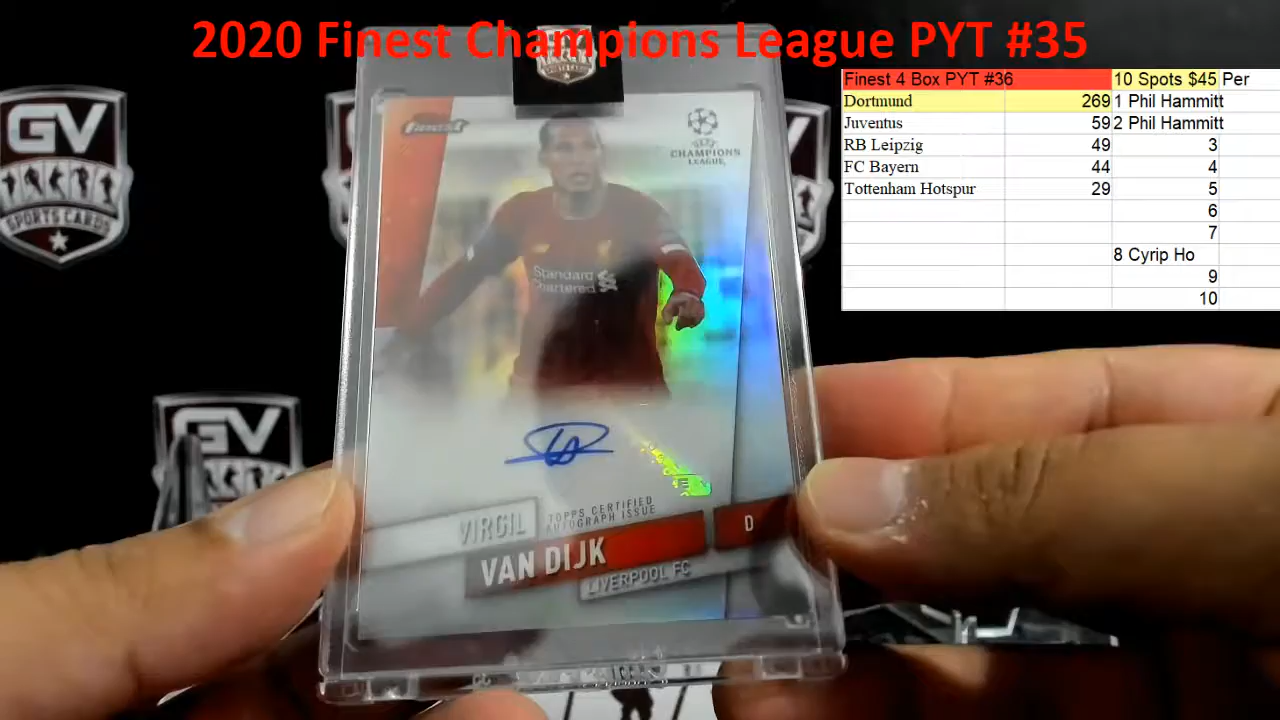 2020 Finest Champions League PYT #35
Finest 4 Box PYT #36 10 Spots $45 Per
Dortmund 269 1 Phil Hammitt
Juventus 59 2 Phil Hammitt
RB Leipzig 49 3
FC Bayern 44 4
Tottenham Hotspur 29 5
6
7
8 Cyrip Ho
9
10
GV
SPORTS CARDS
GV
Finest
UEFA
CHAMPIONS
LEAGUE
Standard
Chartered
TOPPS CERTIFIED
AUTOGRAPH ISSUE
VIRGIL
VAN DIJK
D
LIVERPOOL FC